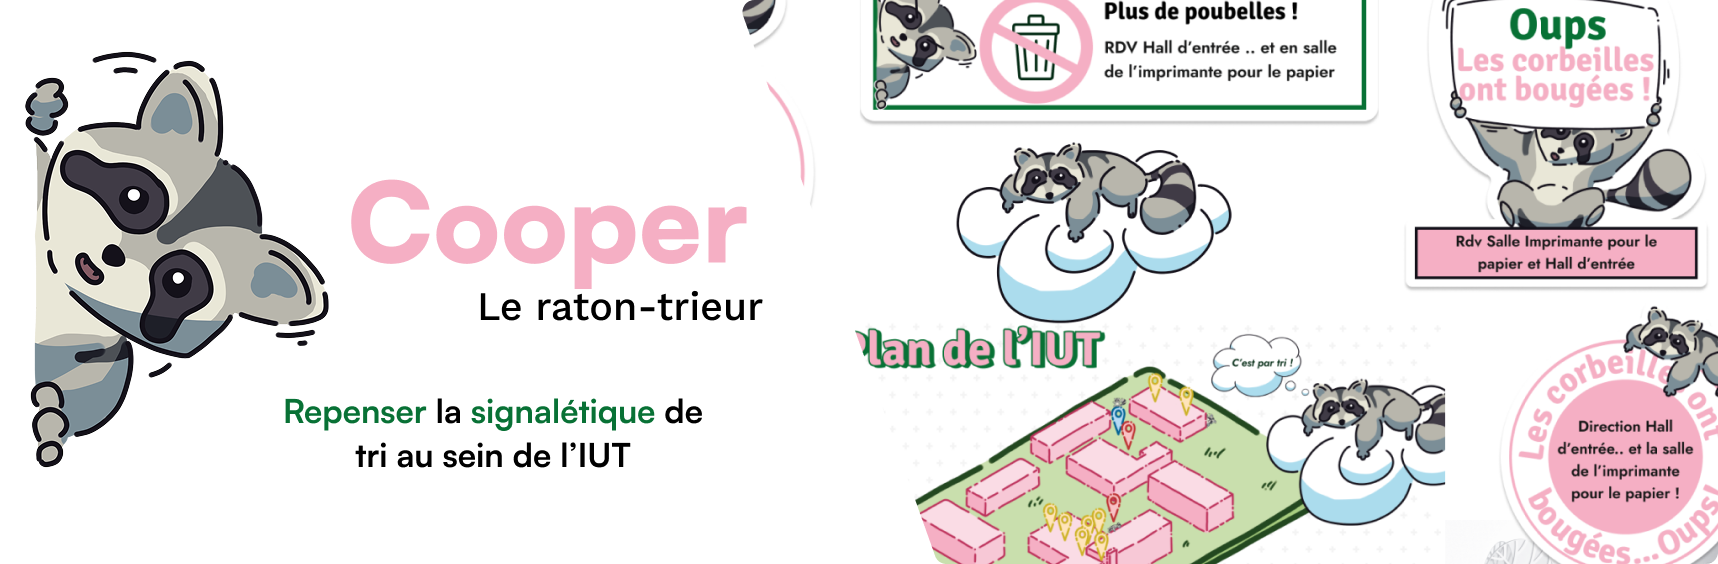 Cooper
Le raton-trieur
Repenser la signalétique de
tri au sein de l'IUT
Plus de poubelles !
RDV Hall d'entrée .. et en salle
de l'imprimante pour le papier
Oups
Les corbeilles
ont bougées !
Rdv Salle Imprimante pour le
papier et Hall d'entrée
Plan de l'IUT
C'est par tri !
Les corbeill ont
bougées...Oups!
Direction Hall
d'entrée.. et la salle
de l'imprimante
pour le papier !